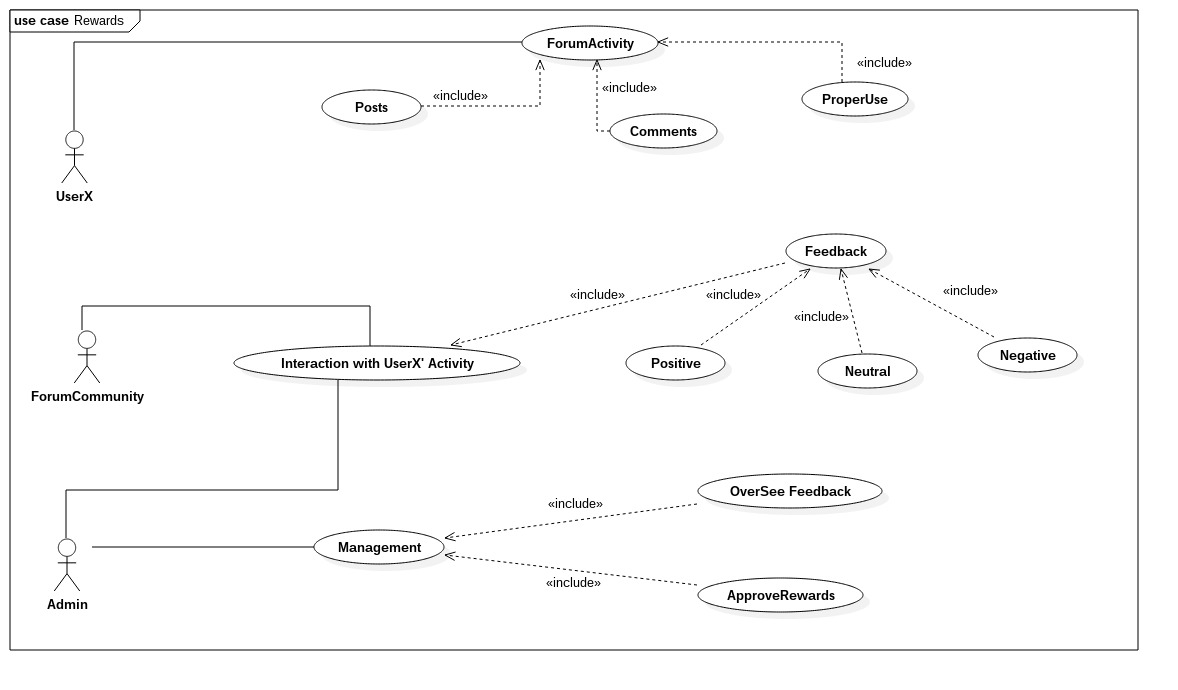 use case Rewards
ForumActivity
«include»
Posts
«include»
«include»
ProperUse
Comments
UserX
Feedback
«include»
«include»
«include»
«include»
Interaction with UserX' Activity
Positive
Neutral
Negative
ForumCommunity
OverSee Feedback
«include»
Management
«include»
ApproveRewards
Admin